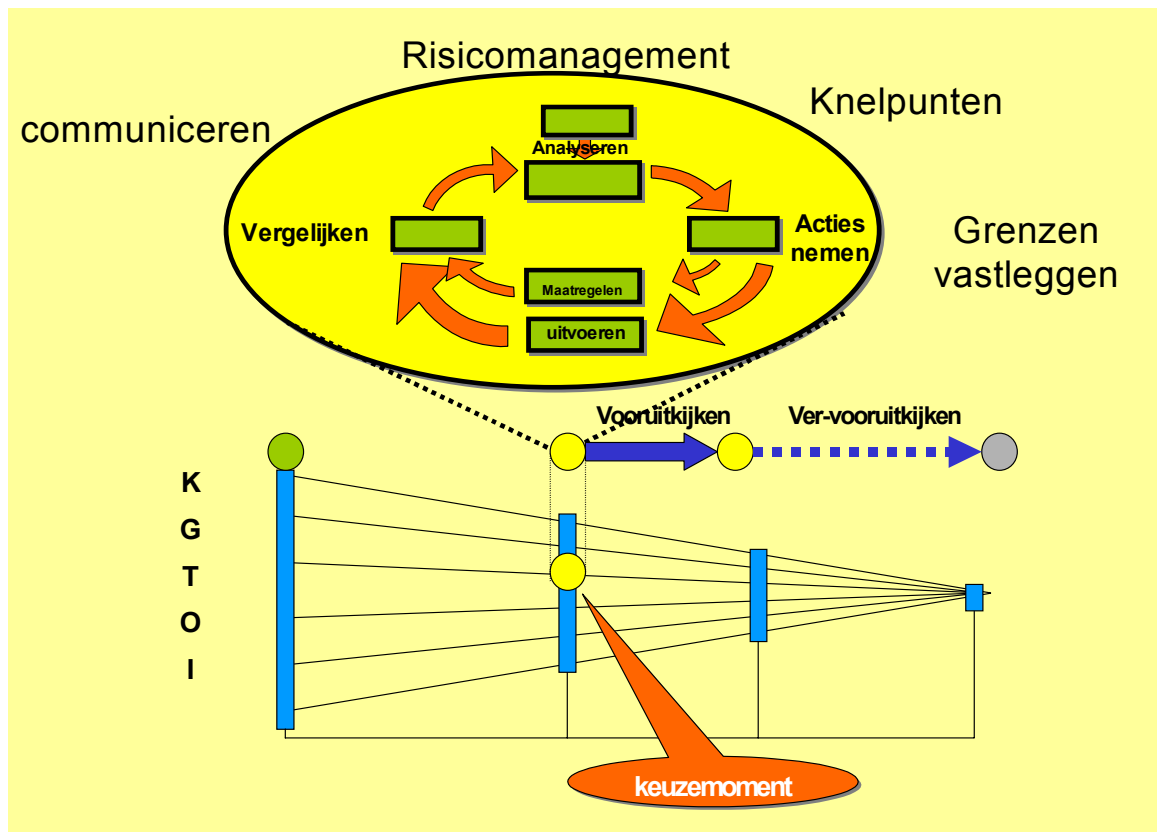 Risicomanagement
Knelpunten
communiceren
Analyseren
Vergelijken
Acties
nemen
Grenzen
vastleggen
Maatregelen
uitvoeren
Vooruitkijken
Ver-vooruitkijken
K
G
T
O
I
keuzemoment